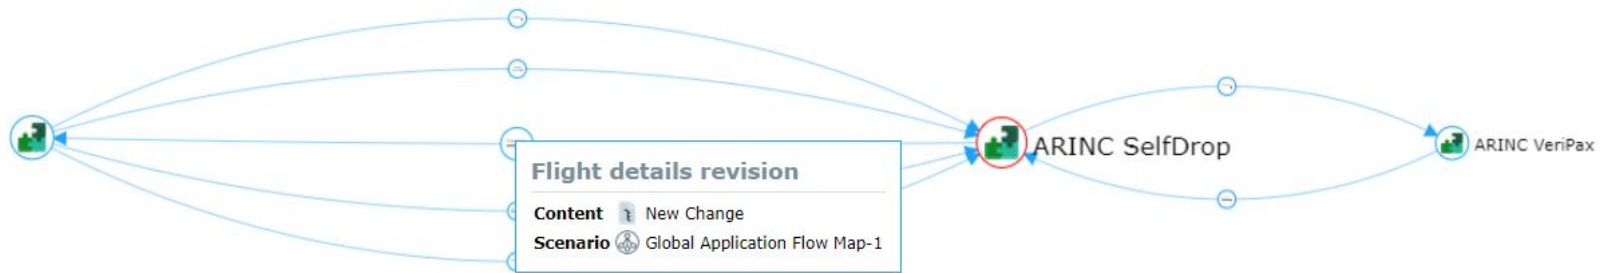 ARINC SelfDrop
ARINC VeriPax
Flight details revision
Content New Change
Scenario Global Application Flow Map-1